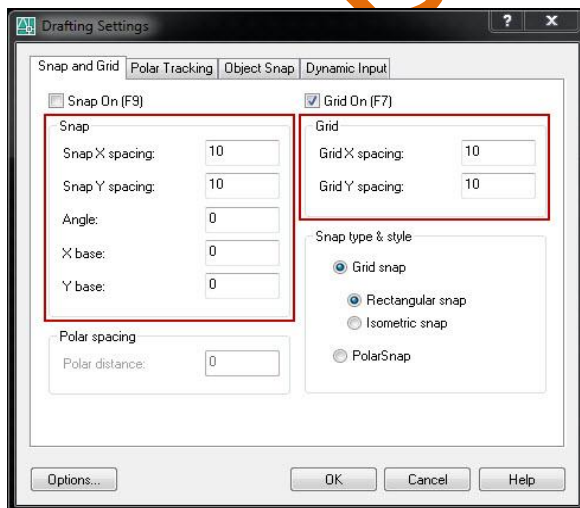 Drafting Settings
Snap and Grid Polar Tracking Object Snap Dynamic Input
Snap On (F9)
Grid On (F7)
Snap
Snap X spacing: 10
Snap Y spacing: 10
Angle: 0
X base: 0
Y base: 0
Grid
Grid X spacing: 10
Grid Y spacing: 10
Snap type & style
Grid snap
Rectangular snap
Isometric snap
PolarSnap
Polar spacing
Polar distance: 0
Options... OK Cancel Help